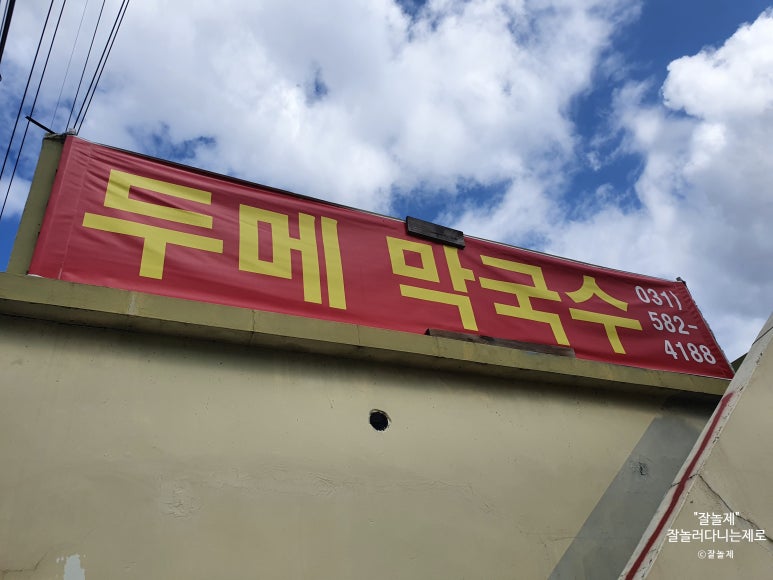 두메 막국수
031)
582-
4188
"잘놀제"
잘놀러다니는제로
©잘놀제